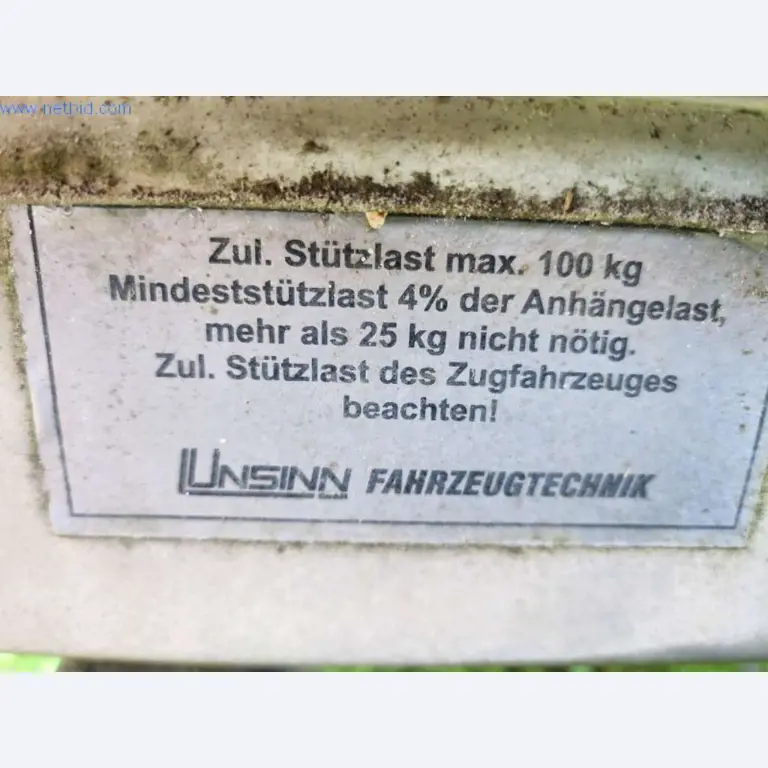 www.netbid.com
Zul. Stützlast max. 100 kg
Mindeststützlast 4% der Anhängelast,
mehr als 25 kg nicht nötig.
Zul. Stützlast des Zugfahrzeuges
beachten!
UNSINN FAHRZEUGTECHNIK